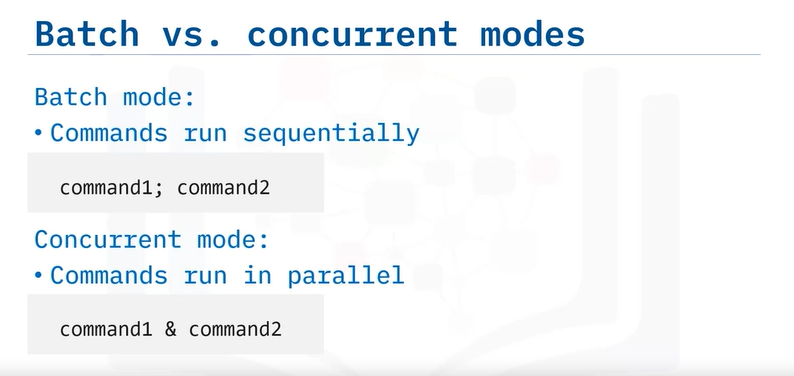 Batch vs. concurrent modes
Batch mode:
• Commands run sequentially
command1; command2
Concurrent mode:
• Commands run in parallel
command1 & command2